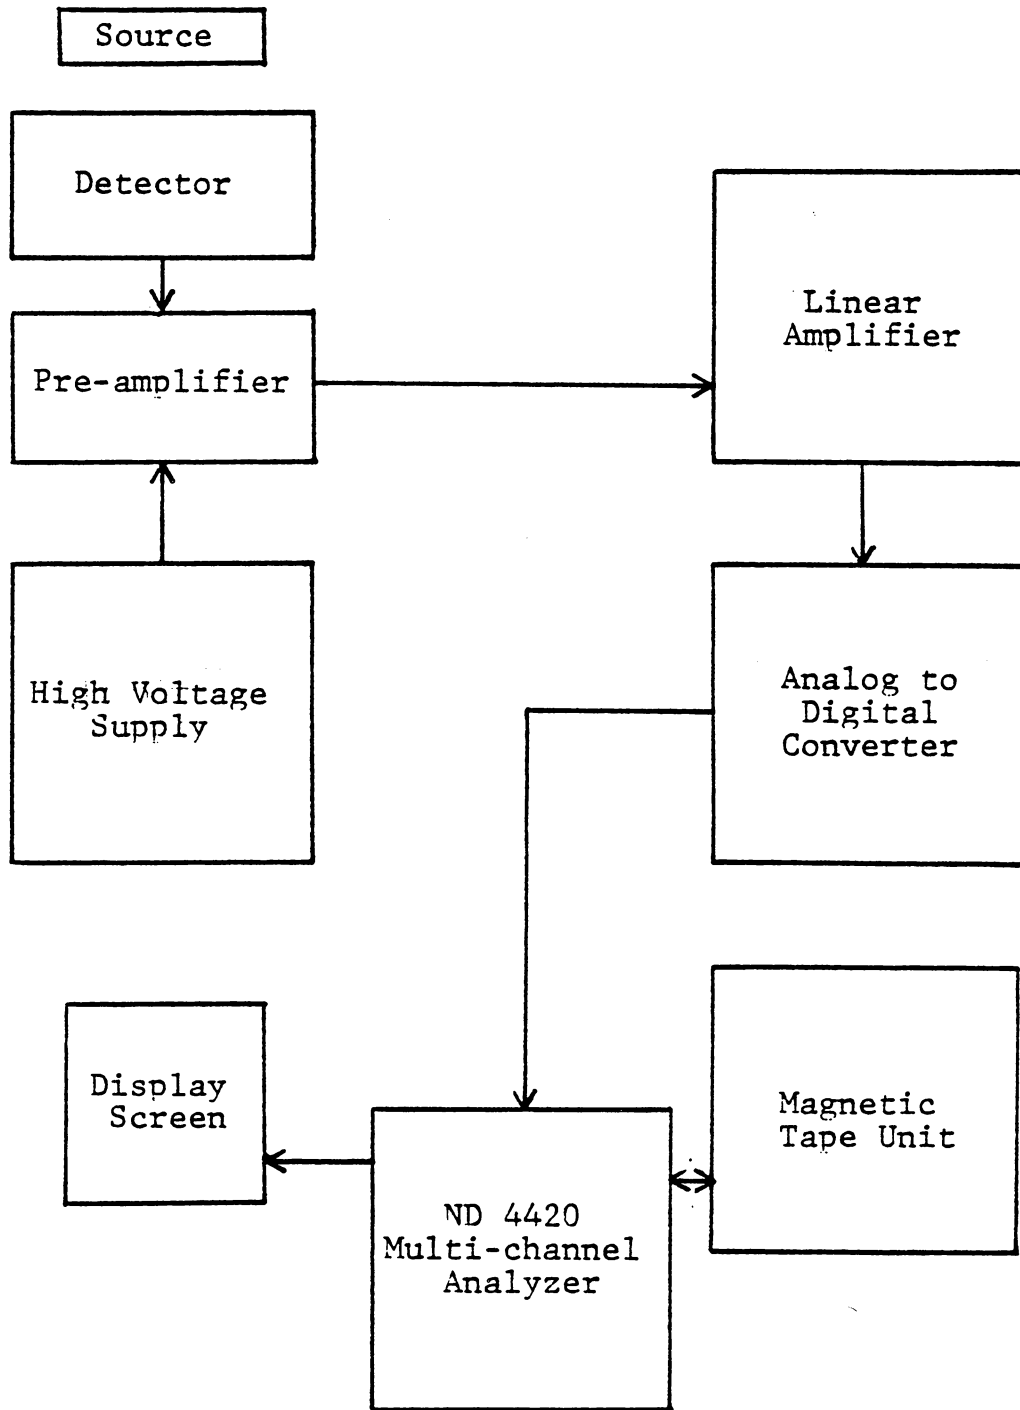 Source
Detector
Pre-amplifier
Linear
Amplifier
High Voltage
Supply
Analog to
Digital
Converter
Display
Screen
ND 4420
Multi-channel
Analyzer
Magnetic
Tape Unit